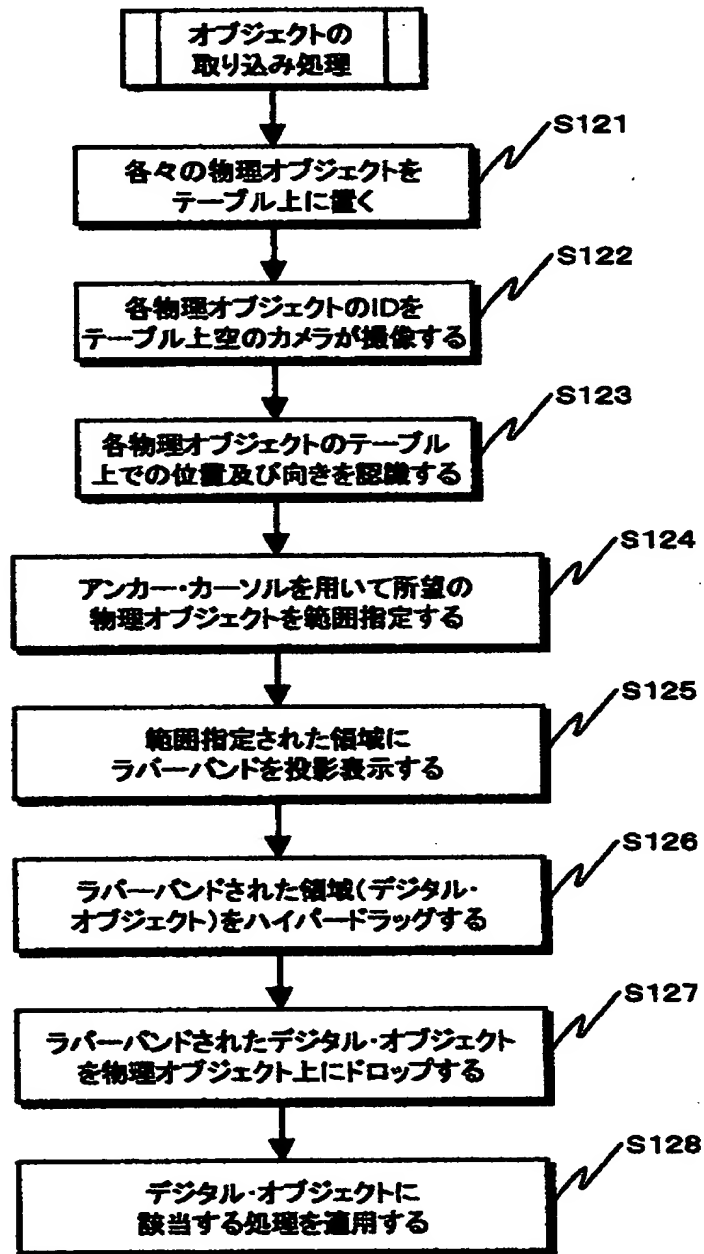 オブジェクトの
取り込み処理
S121
各々の物理オブジェクトを
テーブル上に置く
S122
各物理オブジェクトのIDを
テーブル上空のカメラが撮像する
S123
各物理オブジェクトのテーブル
上での位置及び向きを認識する
S124
アンカー・カーソルを用いて所望の
物理オブジェクトを範囲指定する
S125
範囲指定された領域に
ラバーバンドを投影表示する
S126
ラバーバンドされた領域(デジタル・
オブジェクト)をハイパードラッグする
S127
ラバーバンドされたデジタル・オブジェクト
を物理オブジェクト上にドロップする
S128
デジタル・オブジェクトに
該当する処理を適用する